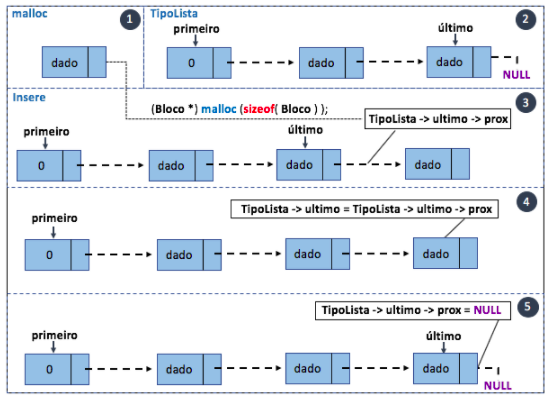 malloc
1
dado
TipoLista
2
primeiro
último
0
dado
dado
NULL
Insere
3
(Bloco *) malloc (sizeof( Bloco ) );
TipoLista -> ultimo -> prox
primeiro
último
0
dado
dado
dado
4
TipoLista -> ultimo = TipoLista -> ultimo -> prox
primeiro
0
dado
dado
dado
5
TipoLista -> ultimo -> prox = NULL
primeiro
último
0
dado
dado
dado
NULL